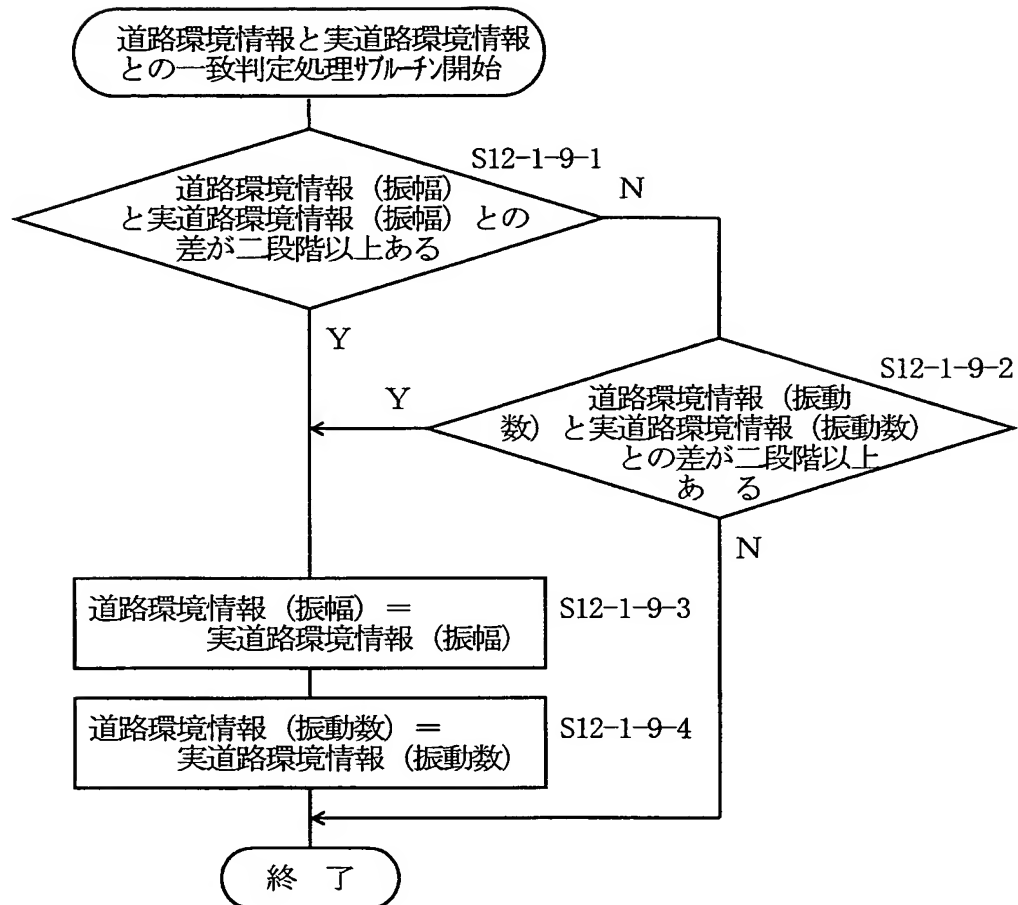 道路環境情報と実道路環境情報
との一致判定処理ｻﾌﾞﾙｰﾁﾝ開始
S12-1-9-1
道路環境情報（振幅）
と実道路環境情報（振幅）との
差が二段階以上ある
N
Y
S12-1-9-2
道路環境情報（振動
数）と実道路環境情報（振動数）
との差が二段階以上
ある
Y
N
道路環境情報（振幅）＝
実道路環境情報（振幅）
S12-1-9-3
道路環境情報（振動数）＝
実道路環境情報（振動数）
S12-1-9-4
終 了